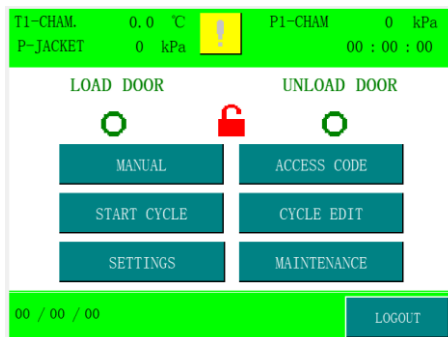 T1-CHAM. 0.0 ℃ ! P1-CHAM 0 kPa
P-JACKET 0 kPa 00 : 00 : 00
LOAD DOOR UNLOAD DOOR
MANUAL ACCESS CODE
START CYCLE CYCLE EDIT
SETTINGS MAINTENANCE
00 / 00 / 00 LOGOUT